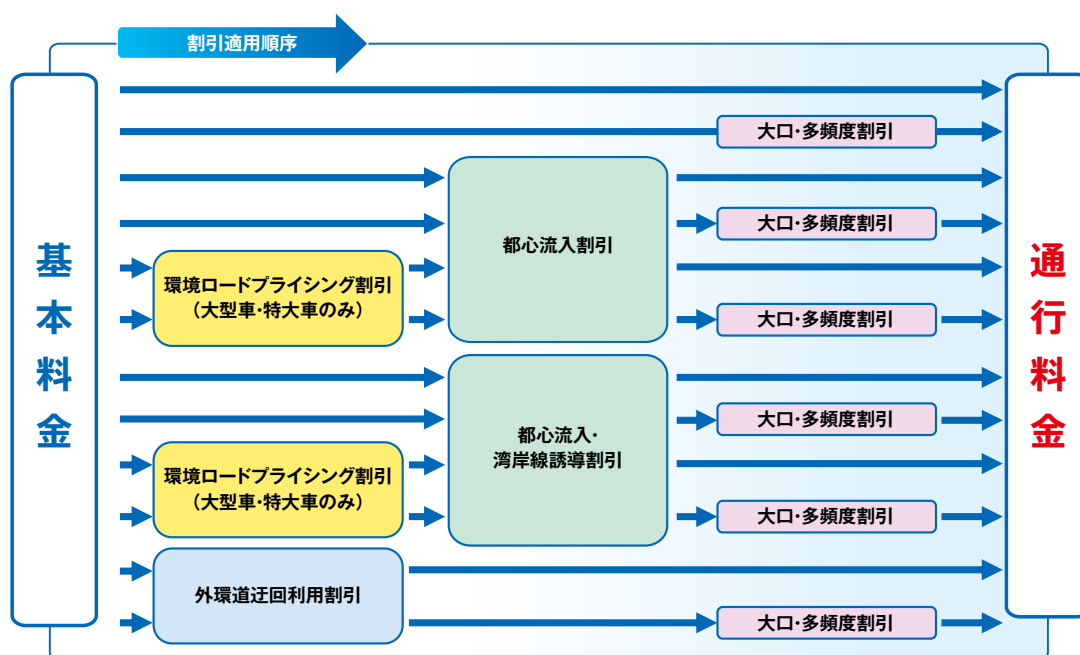 割引適用順序
基本料金
大口・多頻度割引
都心流入割引
大口・多頻度割引
環境ロードプライシング割引
（大型車・特大車のみ）
大口・多頻度割引
都心流入・
湾岸線誘導割引
大口・多頻度割引
環境ロードプライシング割引
（大型車・特大車のみ）
大口・多頻度割引
外環道迂回利用割引
大口・多頻度割引
通行料金